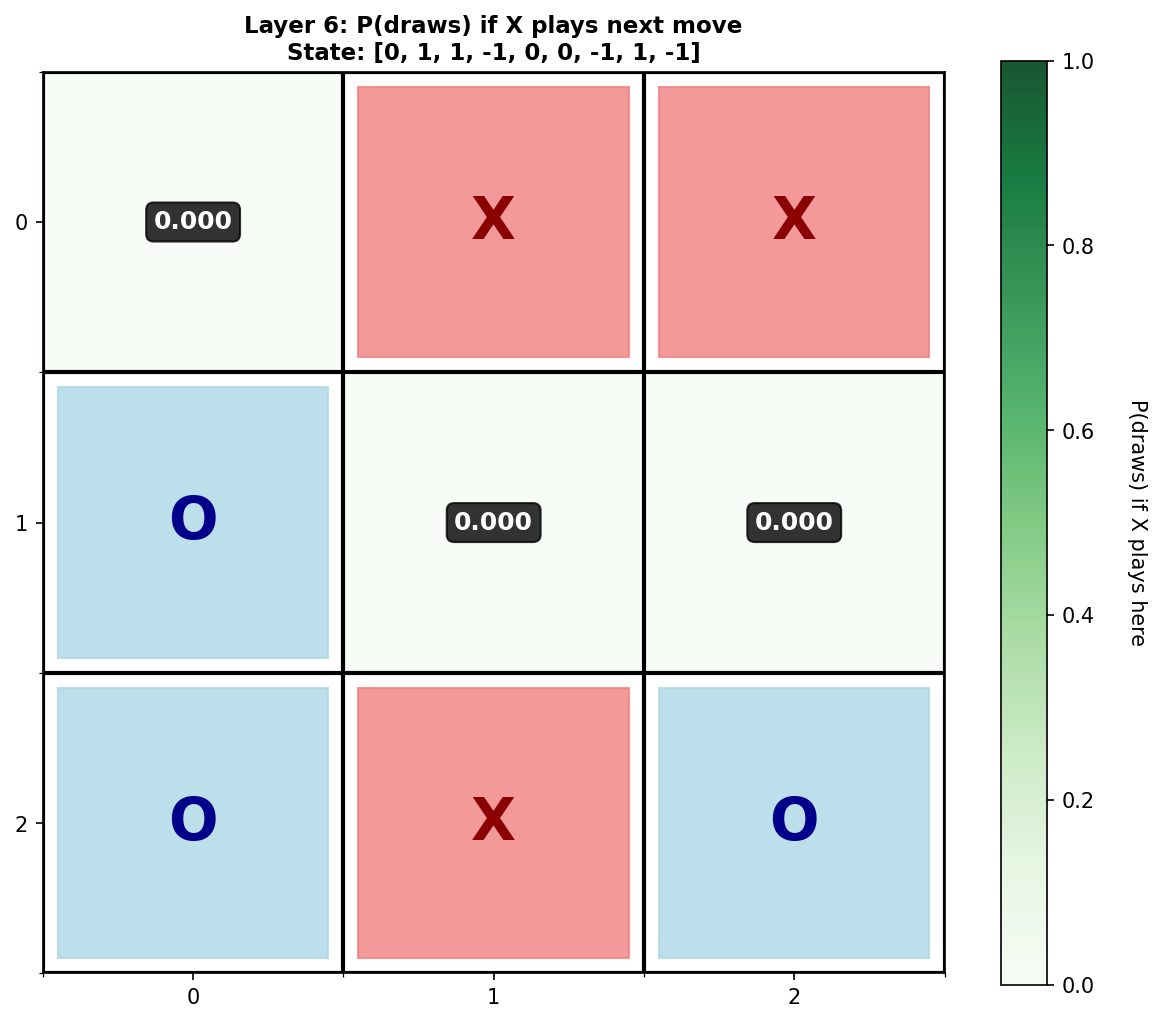 Layer 6: P(draws) if X plays next move
State: [0, 1, 1, -1, 0, 0, -1, 1, -1]
0
0.000
X
X
1
O
0.000
0.000
2
O
X
O
0
1
2
1.0
0.8
0.6
0.4
0.2
0.0
P(draws) if X plays here